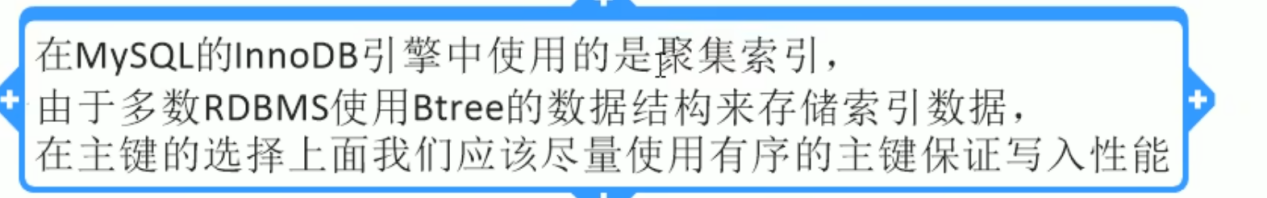 在MySQL的InnoDB引擎中使用的是聚集索引，
由于多数RDBMS使用Btree的数据结构来存储索引数据，
在主键的选择上面我们应该尽量使用有序的主键保证写入性能